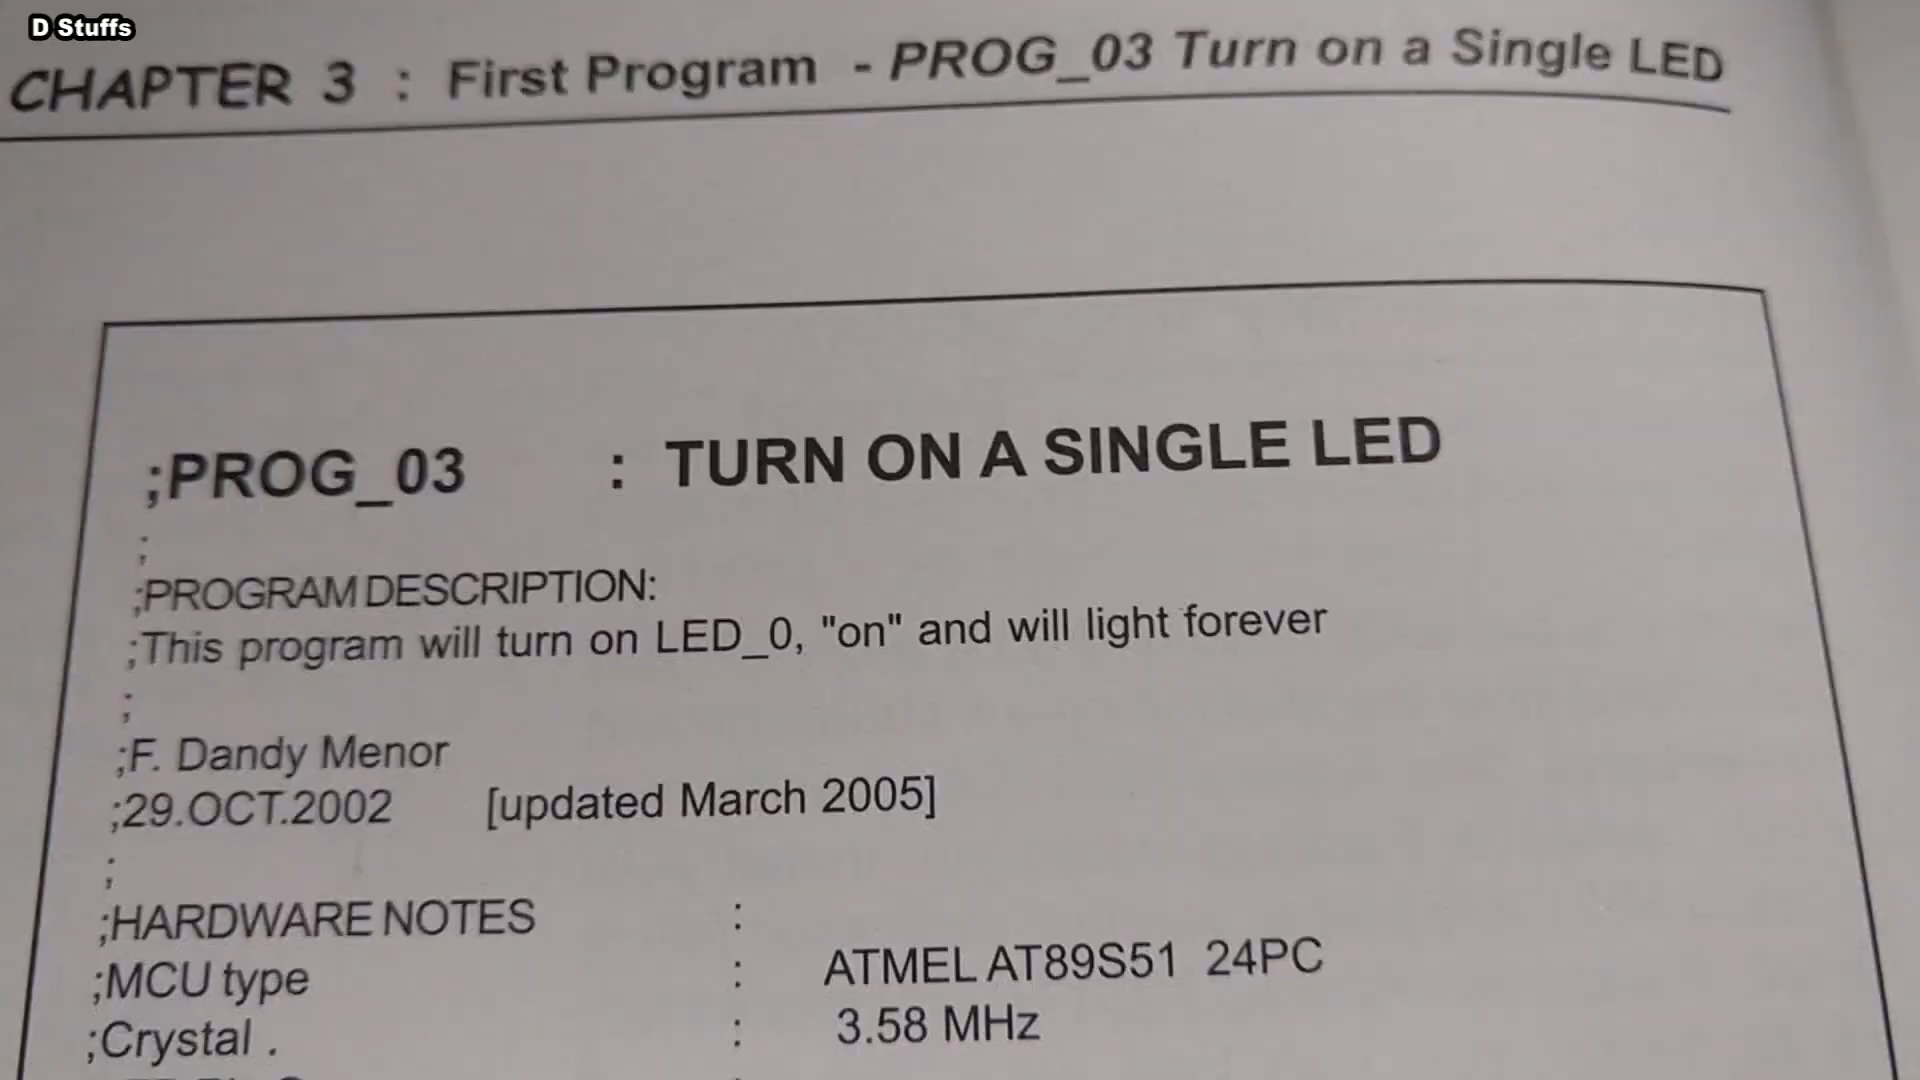 D Stuffs
CHAPTER 3 : First Program - PROG_03 Turn on a Single LED
;PROG_03 : TURN ON A SINGLE LED
;
;PROGRAM DESCRIPTION:
;This program will turn on LED_0, "on" and will light forever
;
;F. Dandy Menor
;29.OCT.2002 [updated March 2005]
;
;HARDWARE NOTES :
;MCU type : ATMEL AT89S51 24PC
;Crystal . : 3.58 MHz